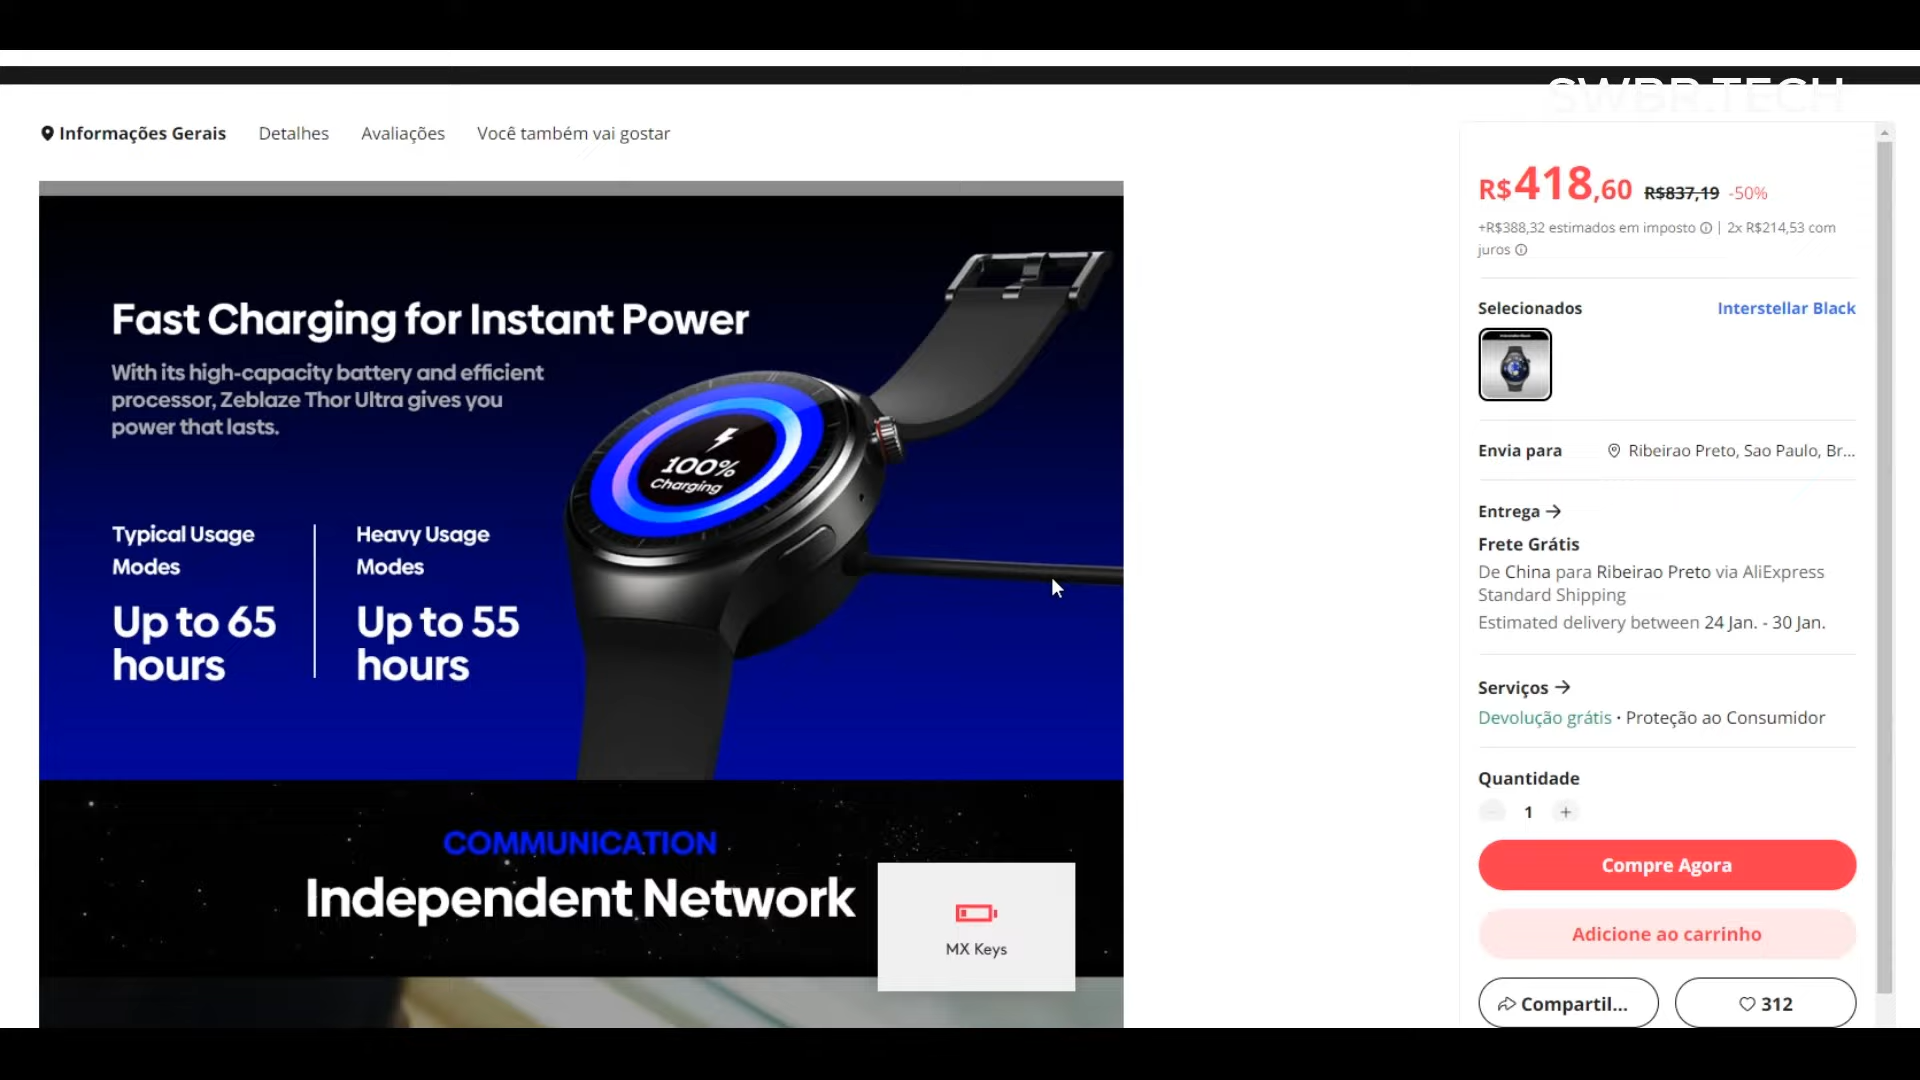 SWBR.TECH
Informações Gerais Detalhes Avaliações Você também vai gostar
Fast Charging for Instant Power
With its high-capacity battery and efficient
processor, Zeblaze Thor Ultra gives you
power that lasts.
100%
Charging
Typical Usage
Modes
Up to 65
hours
Heavy Usage
Modes
Up to 55
hours
COMMUNICATION
Independent Network
MX Keys
R$418,60 R$837,19 -50%
+R$388,32 estimados em imposto | 2x R$214,53 com
juros
Selecionados Interstellar Black
Envia para Ribeirao Preto, Sao Paulo, Br...
Entrega
Frete Grátis
De China para Ribeirao Preto via AliExpress
Standard Shipping
Estimated delivery between 24 Jan. - 30 Jan.
Serviços
Devolução grátis · Proteção ao Consumidor
Quantidade
- 1 +
Compre Agora
Adicione ao carrinho
Compartil... 312